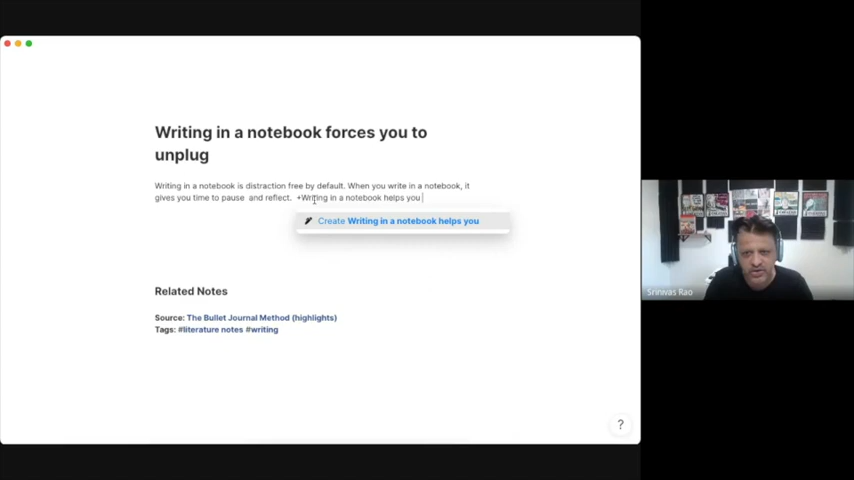 Writing in a notebook forces you to
unplug
Writing in a notebook is distraction free by default. When you write in a notebook, it
gives you time to pause and reflect. +Writing in a notebook helps you
Create Writing in a notebook helps you
Related Notes
Source: The Bullet Journal Method (highlights)
Tags: #literature notes #writing
?
Srinivas Rao